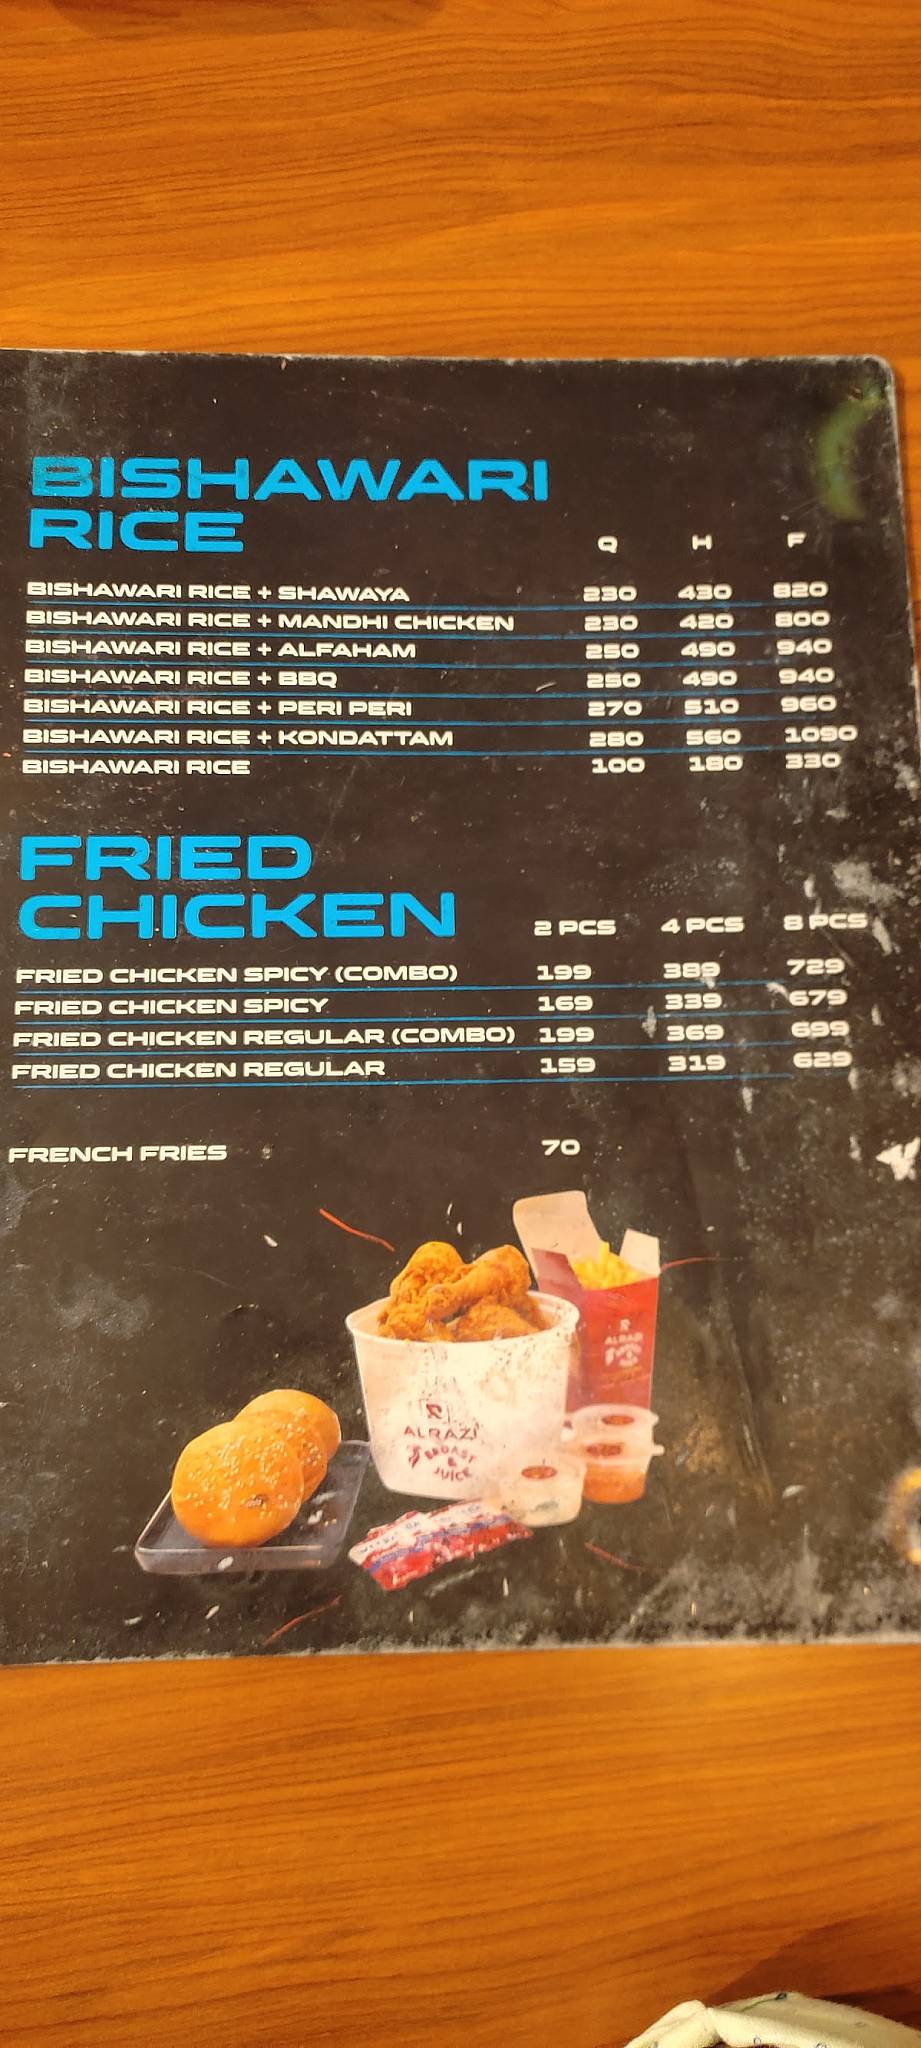 BISHAWARI
RICE Q H F
BISHAWARI RICE + SHAWAYA 230 430 820
BISHAWARI RICE + MANDHI CHICKEN 230 420 800
BISHAWARI RICE + ALFAHAM 250 490 940
BISHAWARI RICE + BBQ 250 490 940
BISHAWARI RICE + PERI PERI 270 510 960
BISHAWARI RICE + KONDATTAM 280 560 1090
BISHAWARI RICE 100 180 330
FRIED
CHICKEN 2 PCS 4 PCS 8 PCS
FRIED CHICKEN SPICY (COMBO) 199 389 729
FRIED CHICKEN SPICY 169 339 679
FRIED CHICKEN REGULAR (COMBO) 199 369 699
FRIED CHICKEN REGULAR 159 319 629
FRENCH FRIES 70
ALRAZI
ALRAZI
BROAST
&
JUICE